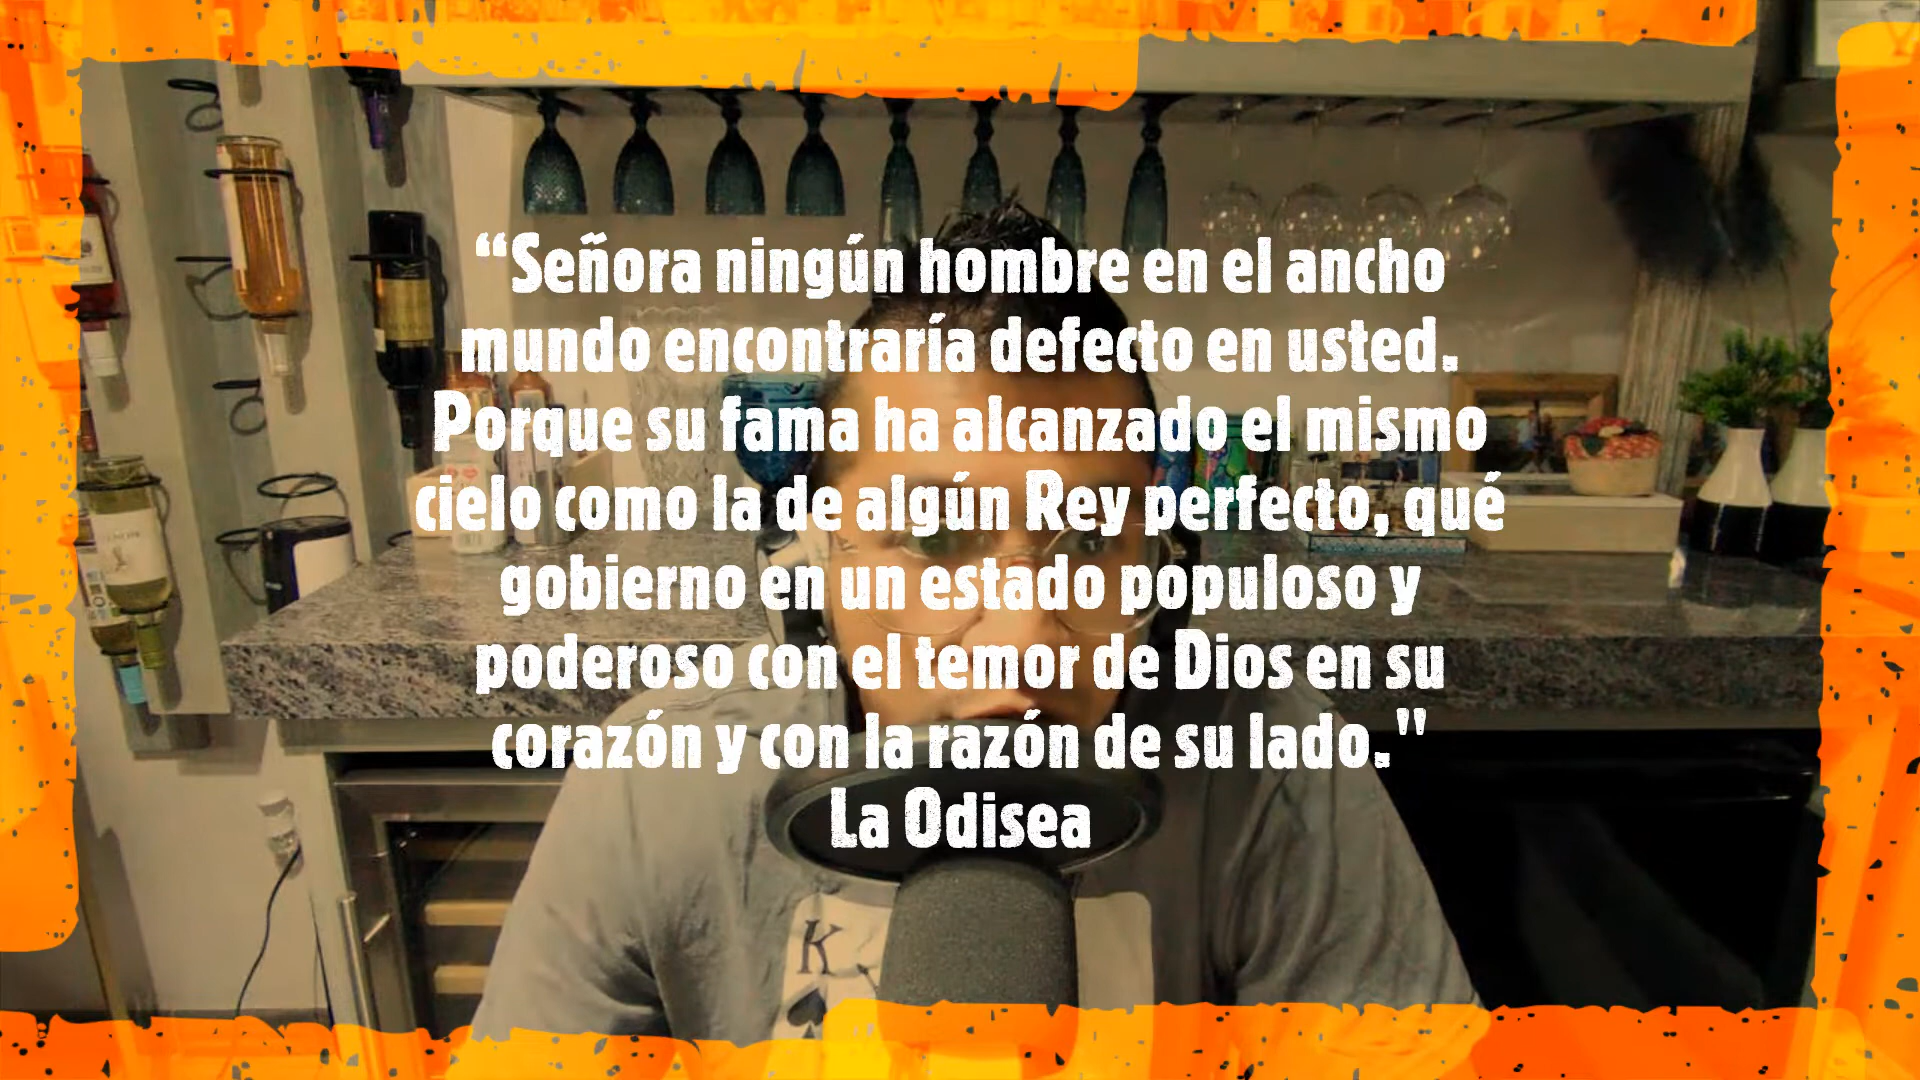 “Señora ningún hombre en el ancho
mundo encontraría defecto en usted.
Porque su fama ha alcanzado el mismo
cielo como la de algún Rey perfecto, qué
gobierno en un estado populoso y
poderoso con el temor de Dios en su
corazón y con la razón de su lado."
La Odisea
K